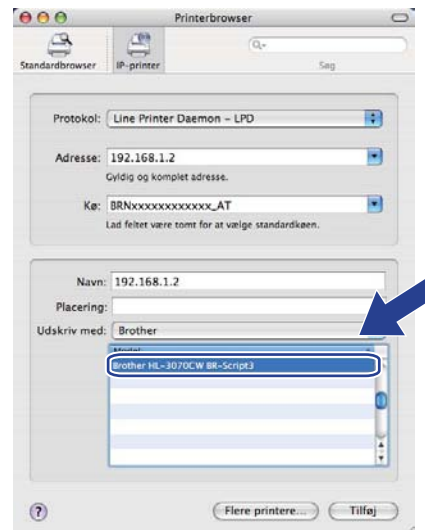 Printerbrowser
Standardbrowser IP-printer Søg
Protokol: Line Printer Daemon – LPD
Adresse: 192.168.1.2
Gyldig og komplet adresse.
Kø: BRNxxxxxxxxxxxx_AT
Lad feltet være tomt for at vælge standardkøen.
Navn: 192.168.1.2
Placering:
Udskriv med: Brother
Model
Brother HL-3070CW BR-Script3
? Flere printere... Tilføj